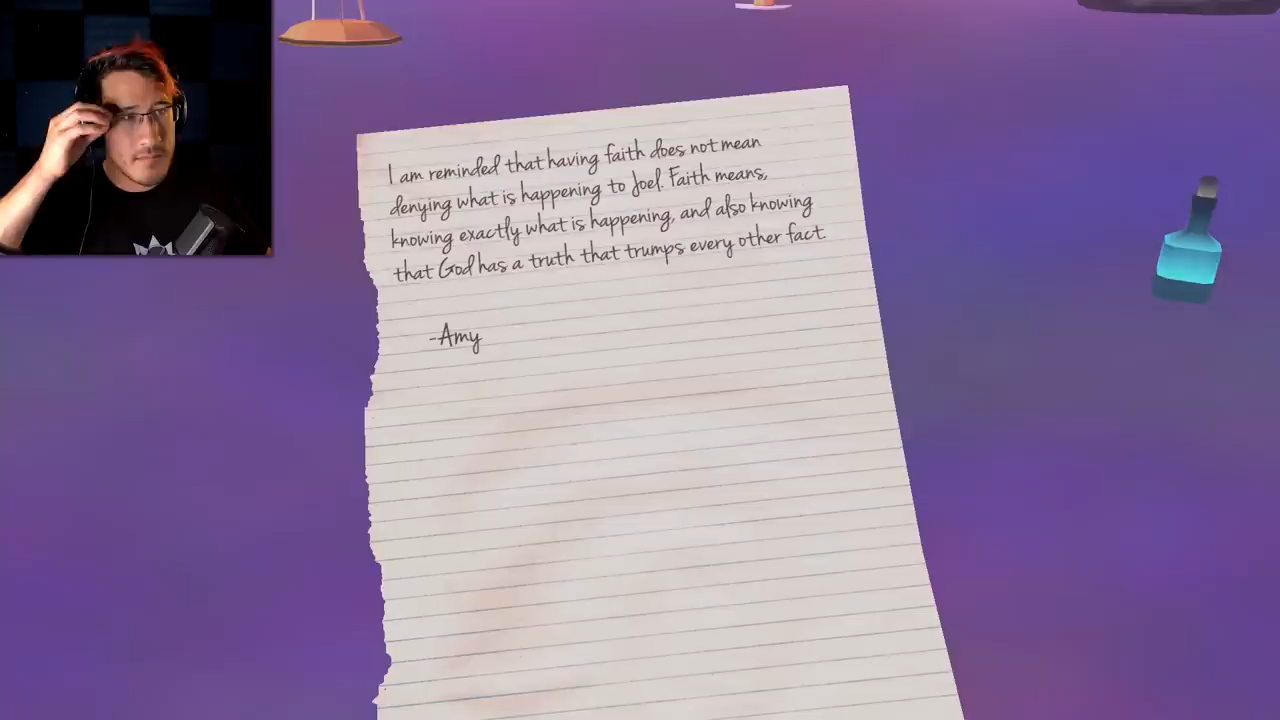 I am reminded that having faith does not mean
denying what is happening to Joel. Faith means,
knowing exactly what is happening, and also knowing
that God has a truth that trumps every other fact.
-Amy